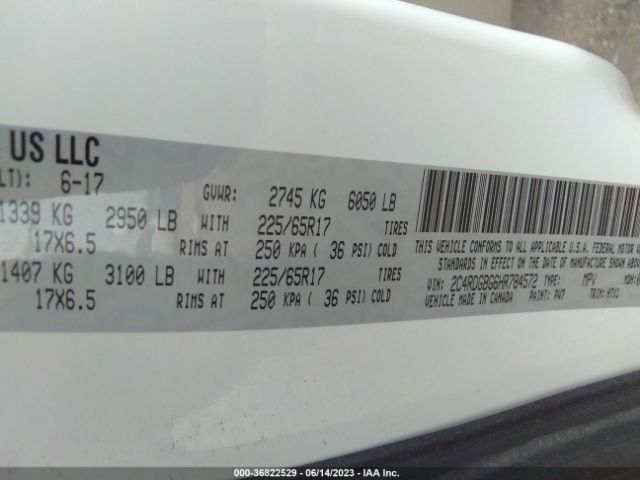 US LLC
LT): 6-17
GVWR: 2745 KG 6050 LB
1339 KG 2950 LB WITH 225/65R17 TIRES
17X6.5 RIMS AT 250 KPA ( 36 PSI) COLD
1407 KG 3100 LB WITH 225/65R17 TIRES
17X6.5 RIMS AT 250 KPA ( 36 PSI) COLD
THIS VEHICLE CONFORMS TO ALL APPLICABLE U.S.A. FEDERAL MOTOR
STANDARDS IN EFFECT ON THE DATE OF MANUFACTURE SHOWN
VIN: 2C4RDGBG6HR784572 TYPE: MPV
VEHICLE MADE IN CANADA PAINT: PW7 TRIM:
000-36822529 - 06/14/2023 - IAA Inc.